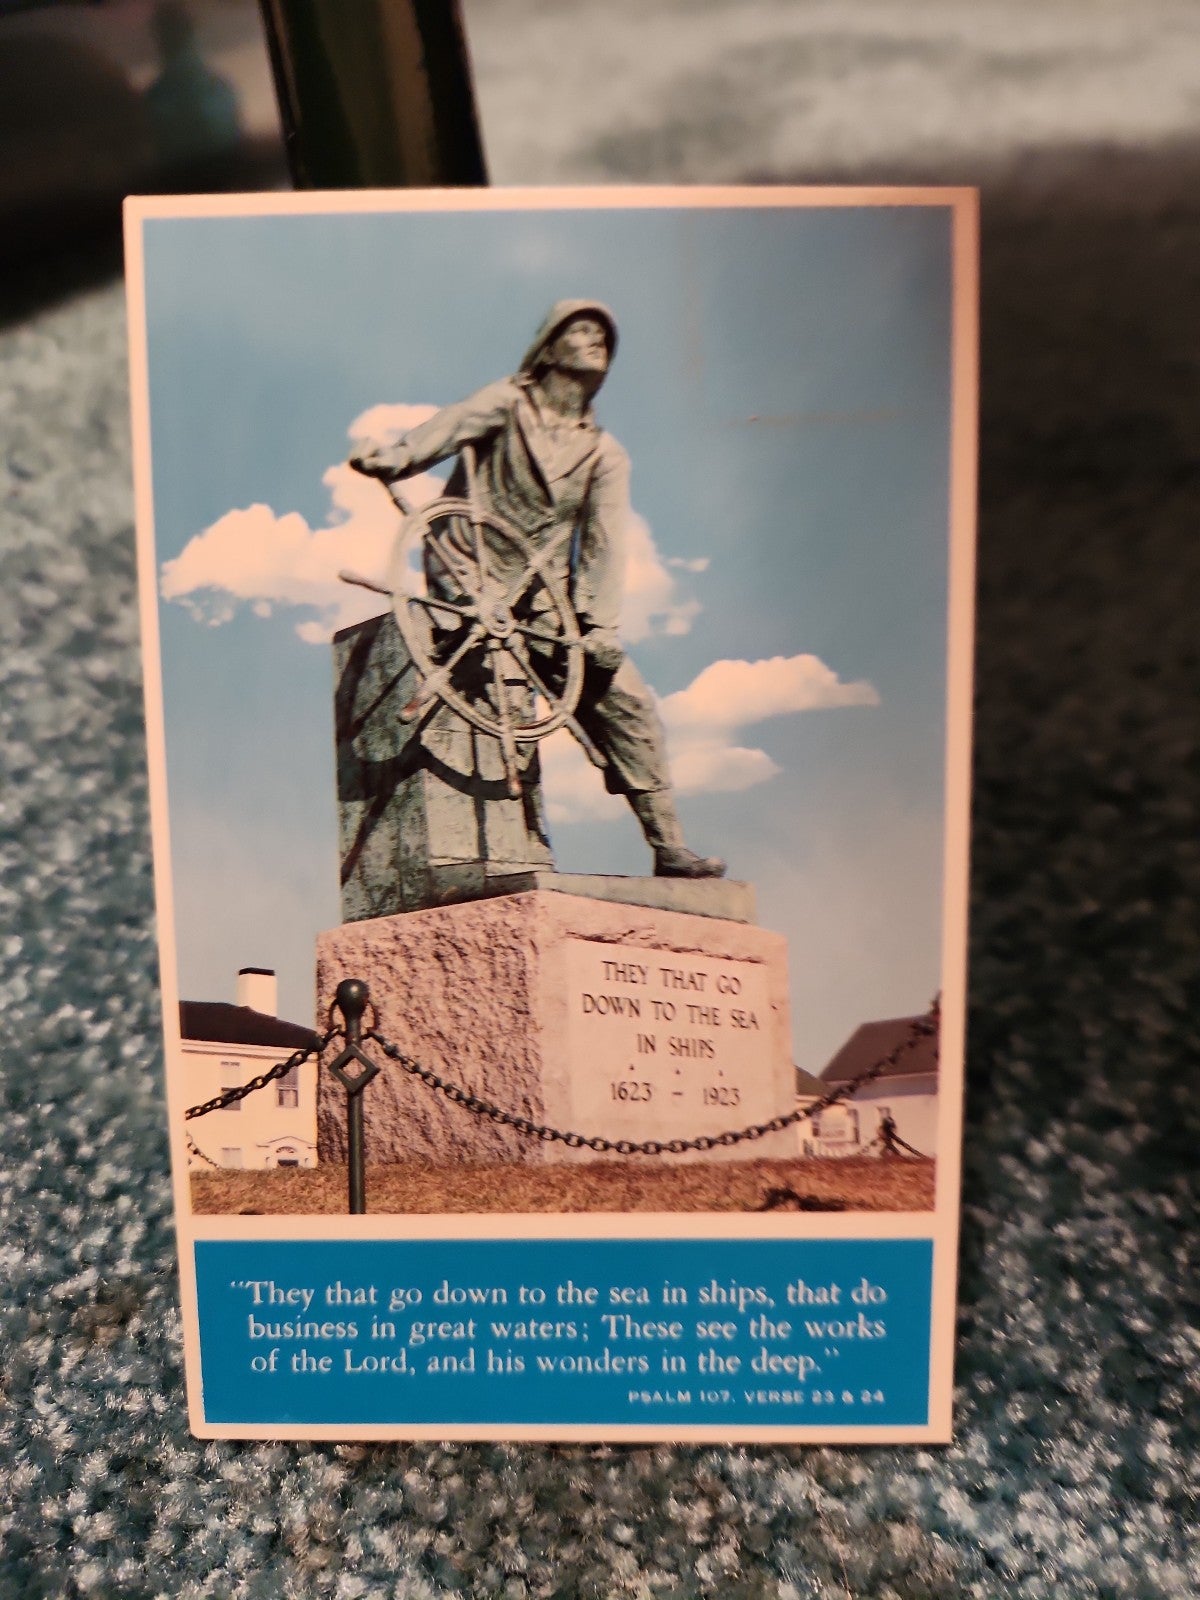 THEY THAT GO
DOWN TO THE SEA
IN SHIPS
1623 - 1923
"They that go down to the sea in ships, that do
business in great waters; These see the works
of the Lord, and his wonders in the deep."
PSALM 107. VERSE 23 & 24